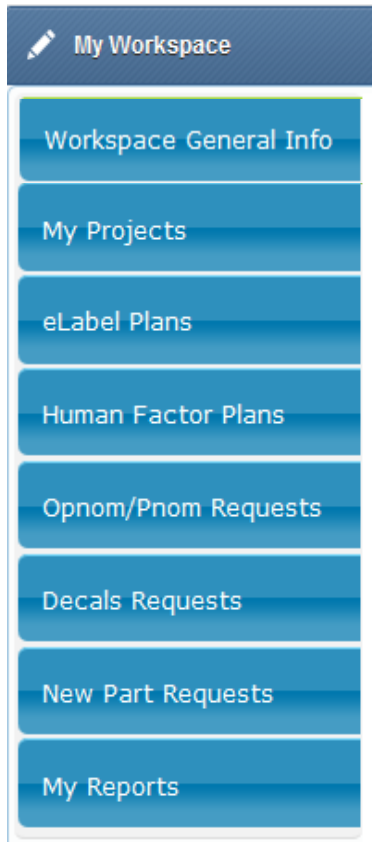 My Workspace
Workspace General Info
My Projects
eLabel Plans
Human Factor Plans
Opnom/Pnom Requests
Decals Requests
New Part Requests
My Reports